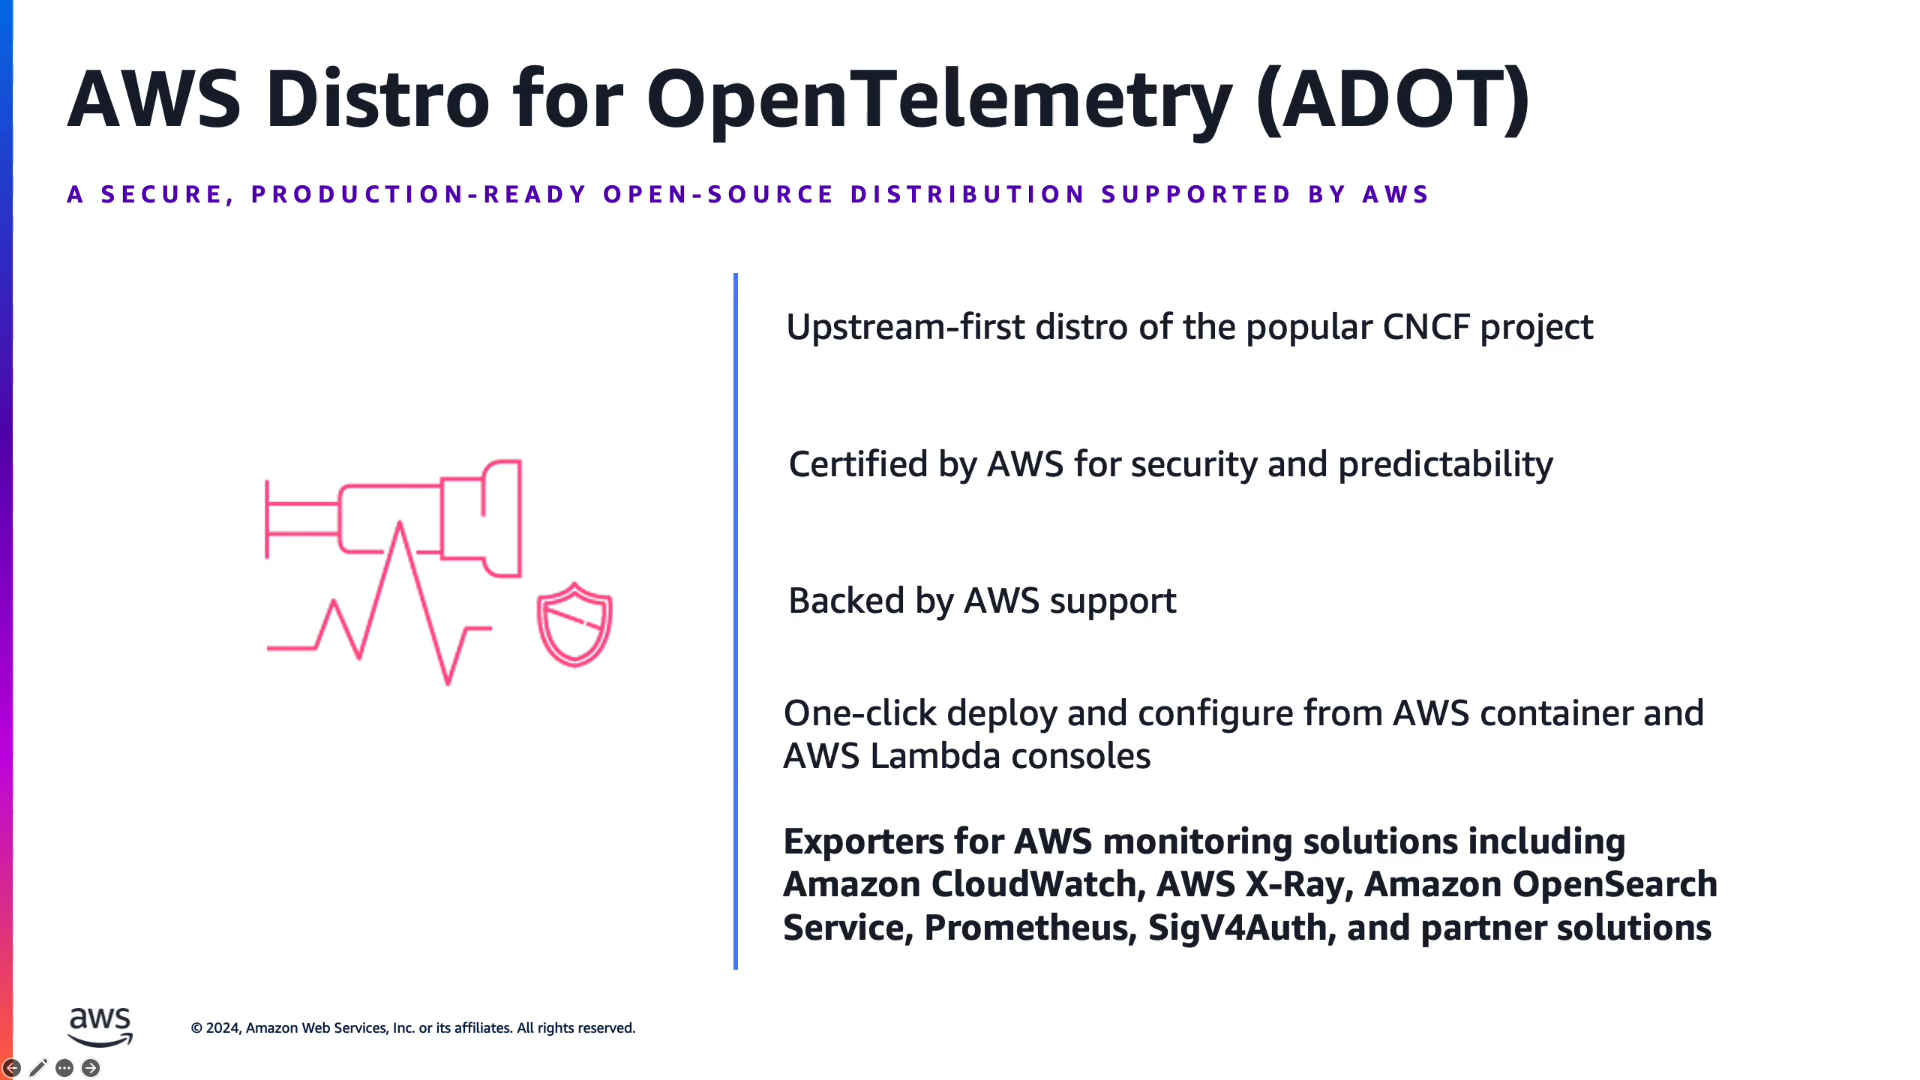 AWS Distro for OpenTelemetry (ADOT)
A SECURE, PRODUCTION-READY OPEN-SOURCE DISTRIBUTION SUPPORTED BY AWS
Upstream-first distro of the popular CNCF project
Certified by AWS for security and predictability
Backed by AWS support
One-click deploy and configure from AWS container and
AWS Lambda consoles
Exporters for AWS monitoring solutions including
Amazon CloudWatch, AWS X-Ray, Amazon OpenSearch
Service, Prometheus, SigV4Auth, and partner solutions
aws
© 2024, Amazon Web Services, Inc. or its affiliates. All rights reserved.